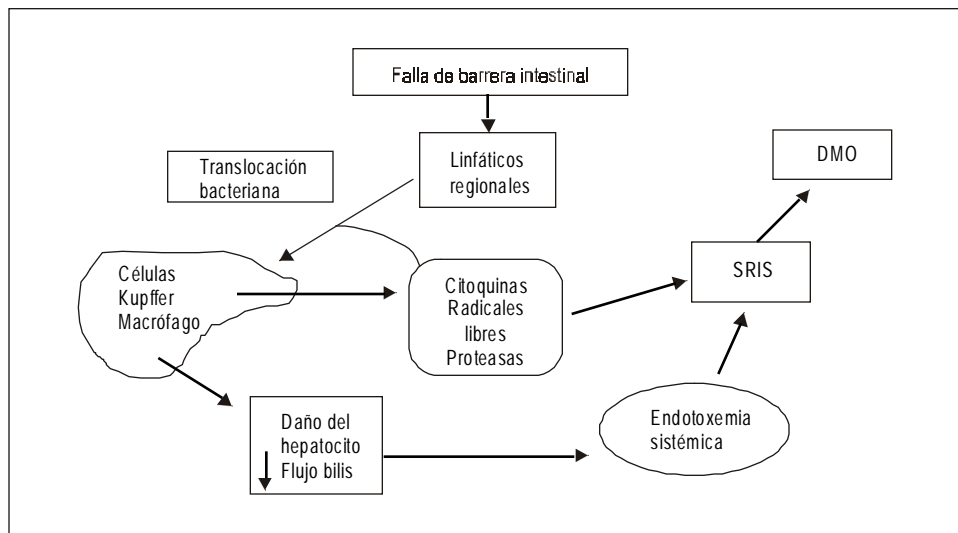 Falla de barrera intestinal
Linfáticos
regionales
DMO
Translocación
bacteriana
SRIS
Células
Kupffer
Macrófago
Citoquinas
Radicales
libres
Proteasas
Endotoxemia
sistémica
Daño del
hepatocito
Flujo bilis